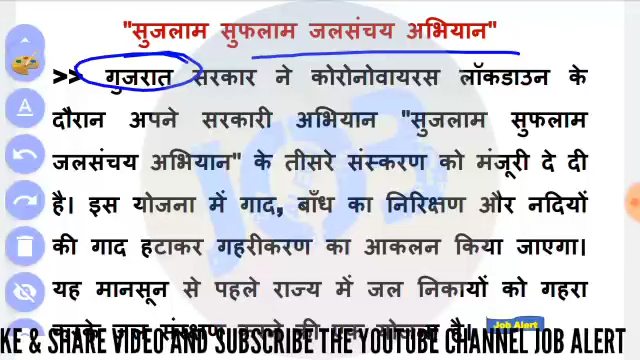 "सुजलाम सुफलाम जलसंचय अभियान"
>> गुजरात सरकार ने कोरोनोवायरस लॉकडाउन के
दौरान अपने सरकारी अभियान "सुजलाम सुफलाम
जलसंचय अभियान" के तीसरे संस्करण को मंजूरी दे दी
है। इस योजना में गाद, बाँध का निरिक्षण और नदियों
की गाद हटाकर गहरीकरण का आकलन किया जाएगा।
यह मानसून से पहले राज्य में जल निकायों को गहरा
Job Alert
KE & SHARE VIDEO AND SUBSCRIBE THE YOUTUBE CHANNEL JOB ALERT